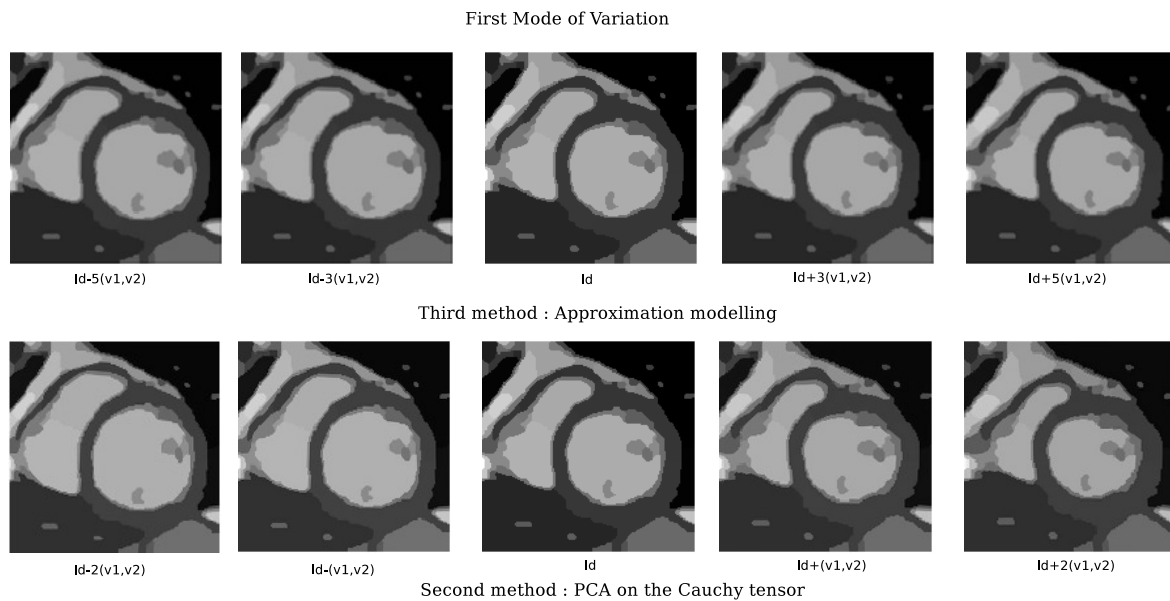 First Mode of Variation
Id-5(v1,v2) Id-3(v1,v2) Id Id+3(v1,v2) Id+5(v1,v2)
Third method : Approximation modelling
Id-2(v1,v2) Id-(v1,v2) Id Id+(v1,v2) Id+2(v1,v2)
Second method : PCA on the Cauchy tensor